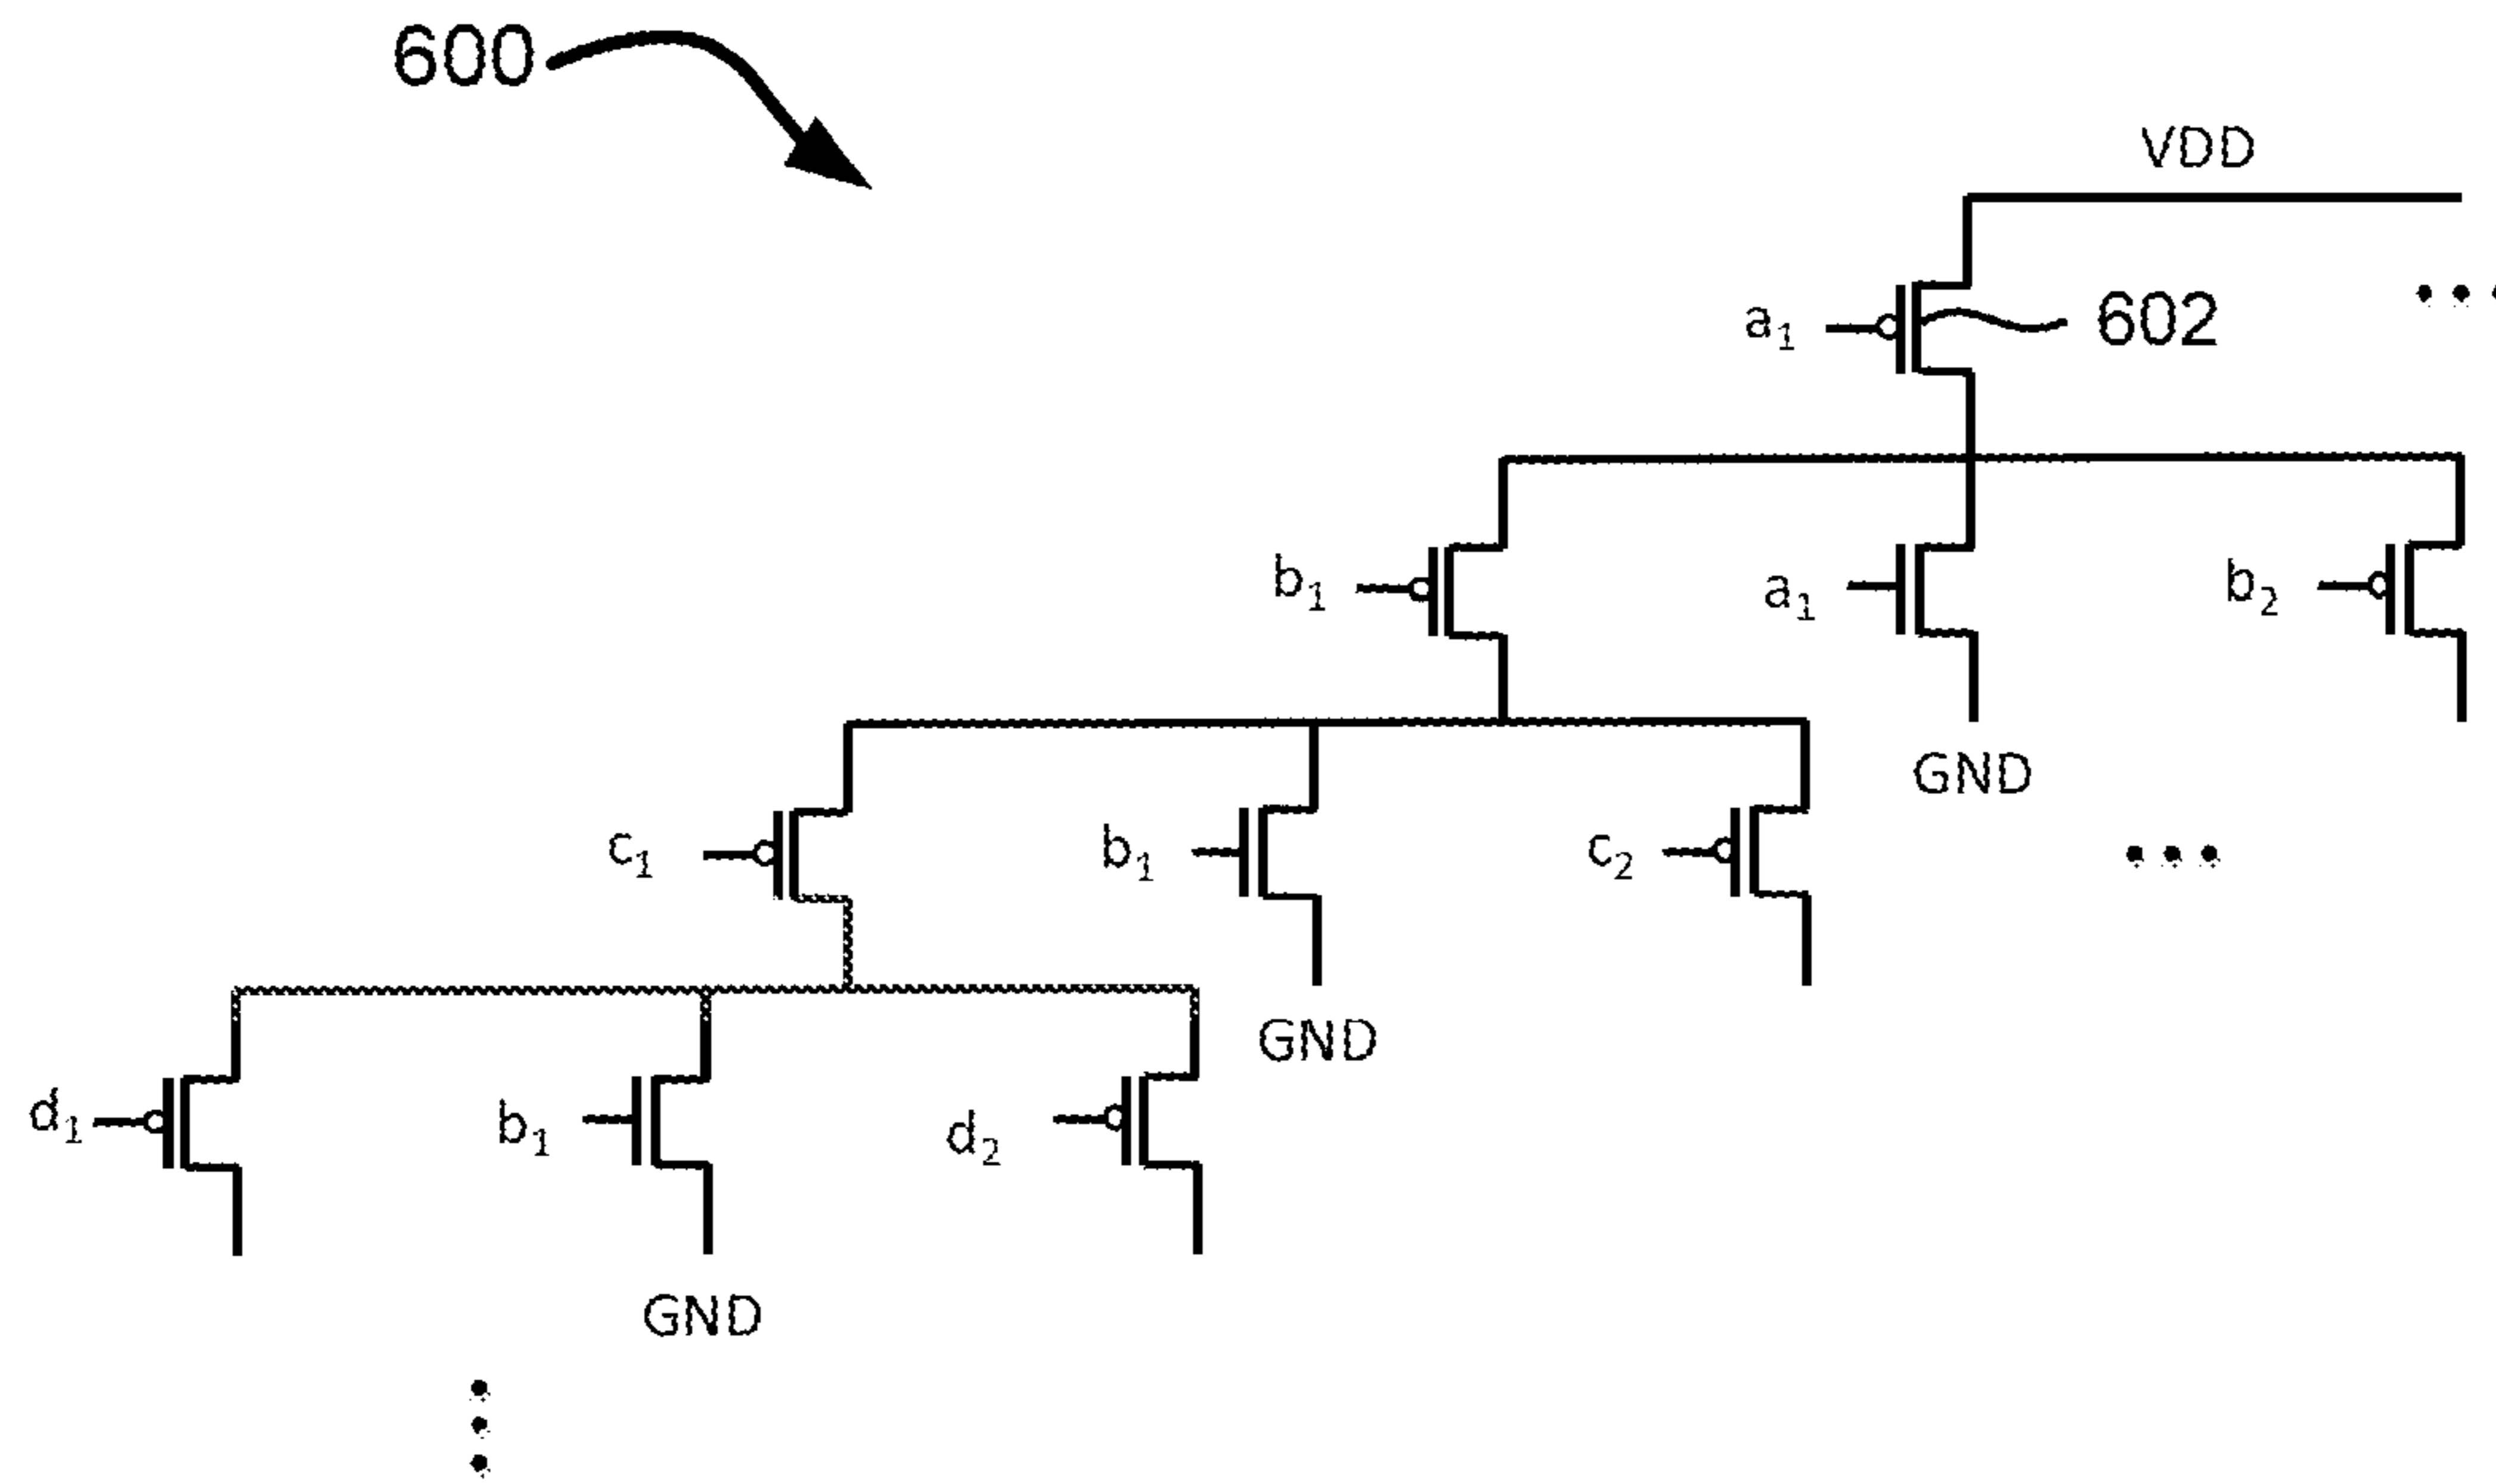 600
VDD
a₁
602
b₁
a₁
b₂
GND
c₁
b₁
c₂
GND
d₁
b₁
d₂
GND